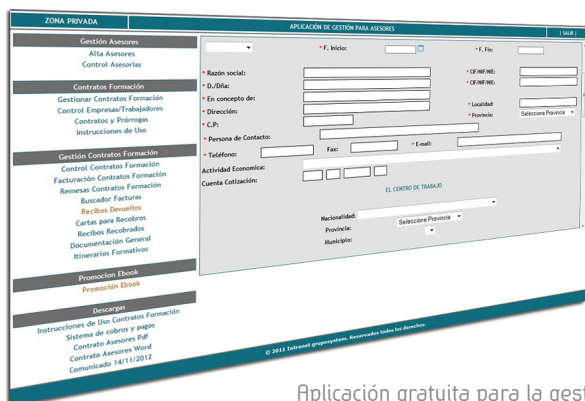 ZONA PRIVADA
APLICACIÓN DE GESTIÓN PARA ASESORES
[ SALIR ]
Gestión Asesores
Alta Asesores
Control Asesorias
Contratos Formación
Gestionar Contratos Formación
Control Empresas/Trabajadores
Contratos y Prórrogas
Instrucciones de Uso
Gestión Contratos Formación
Control Contratos Formación
Facturación Contratos Formación
Remesas Contratos Formación
Buscador Facturas
Recibos Devueltos
Cartas para Recobros
Recibos Recobrados
Documentación General
Itinerarios Formativos
Promocion Ebook
Promoción Ebook
Descargas
Instrucciones de Uso Contratos Formación
Sistema de cobros y pagos
Contrato Asesores Pdf
Contrato Asesores Word
Comunicado 14/11/2012
* F. Inicio:
* F. Fin:
* Razón social:
* CIF/NIF/NIE:
* D./Dña:
* CIF/NIF/NIE:
* En concepto de:
* Dirección:
* Localidad:
* C.P:
* Provincia:
Seleccione Provincia
* Persona de Contacto:
* Teléfono:
Fax:
* E-mail:
Actividad Economica:
Cuenta Cotización:
EL CENTRO DE TRABAJO
Nacionalidad:
Provincia:
Seleccione Provincia
Municipio:
© 2011 Intranet gruposystem. Reservados todos los derechos.
Aplicación gratuita para la gest